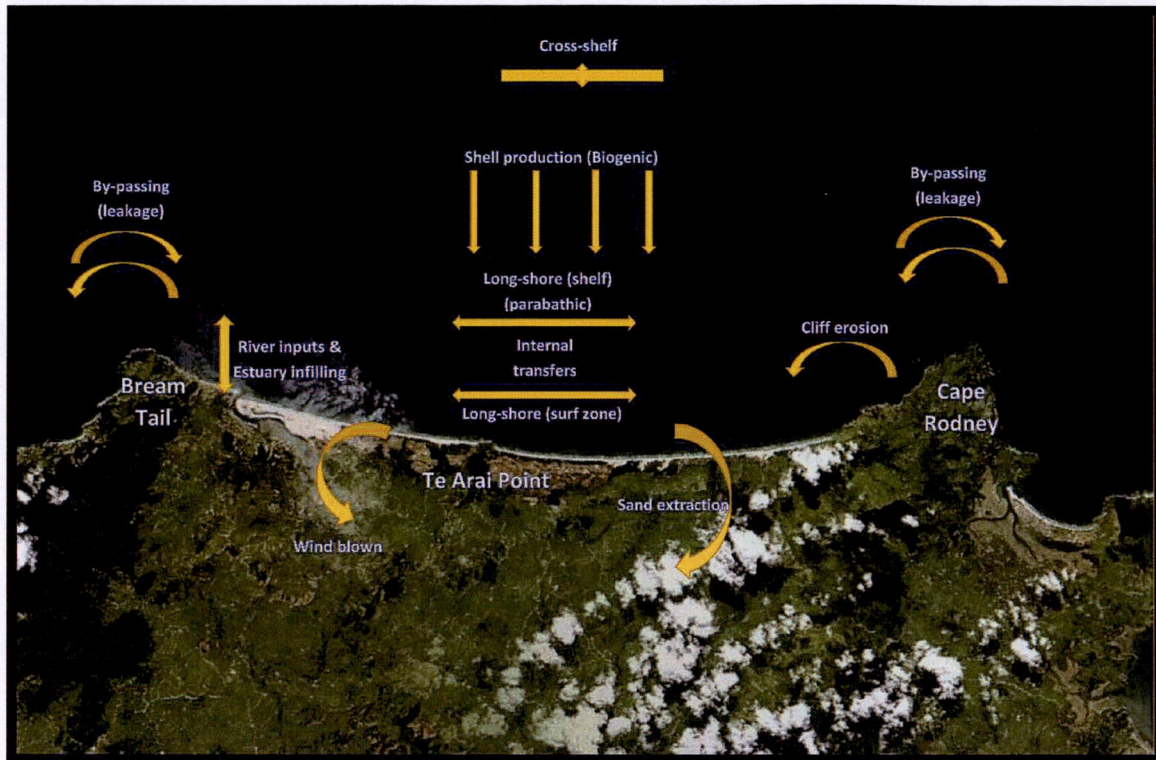 Cross-shelf
Shell production (Biogenic)
By-passing
(leakage)
By-passing
(leakage)
Long-shore (shelf)
(parabathic)
Internal
transfers
Long-shore (surf zone)
River inputs &
Estuary infilling
Cliff erosion
Bream
Tail
Cape
Rodney
Te Arai Point
Sand extraction
Wind blown